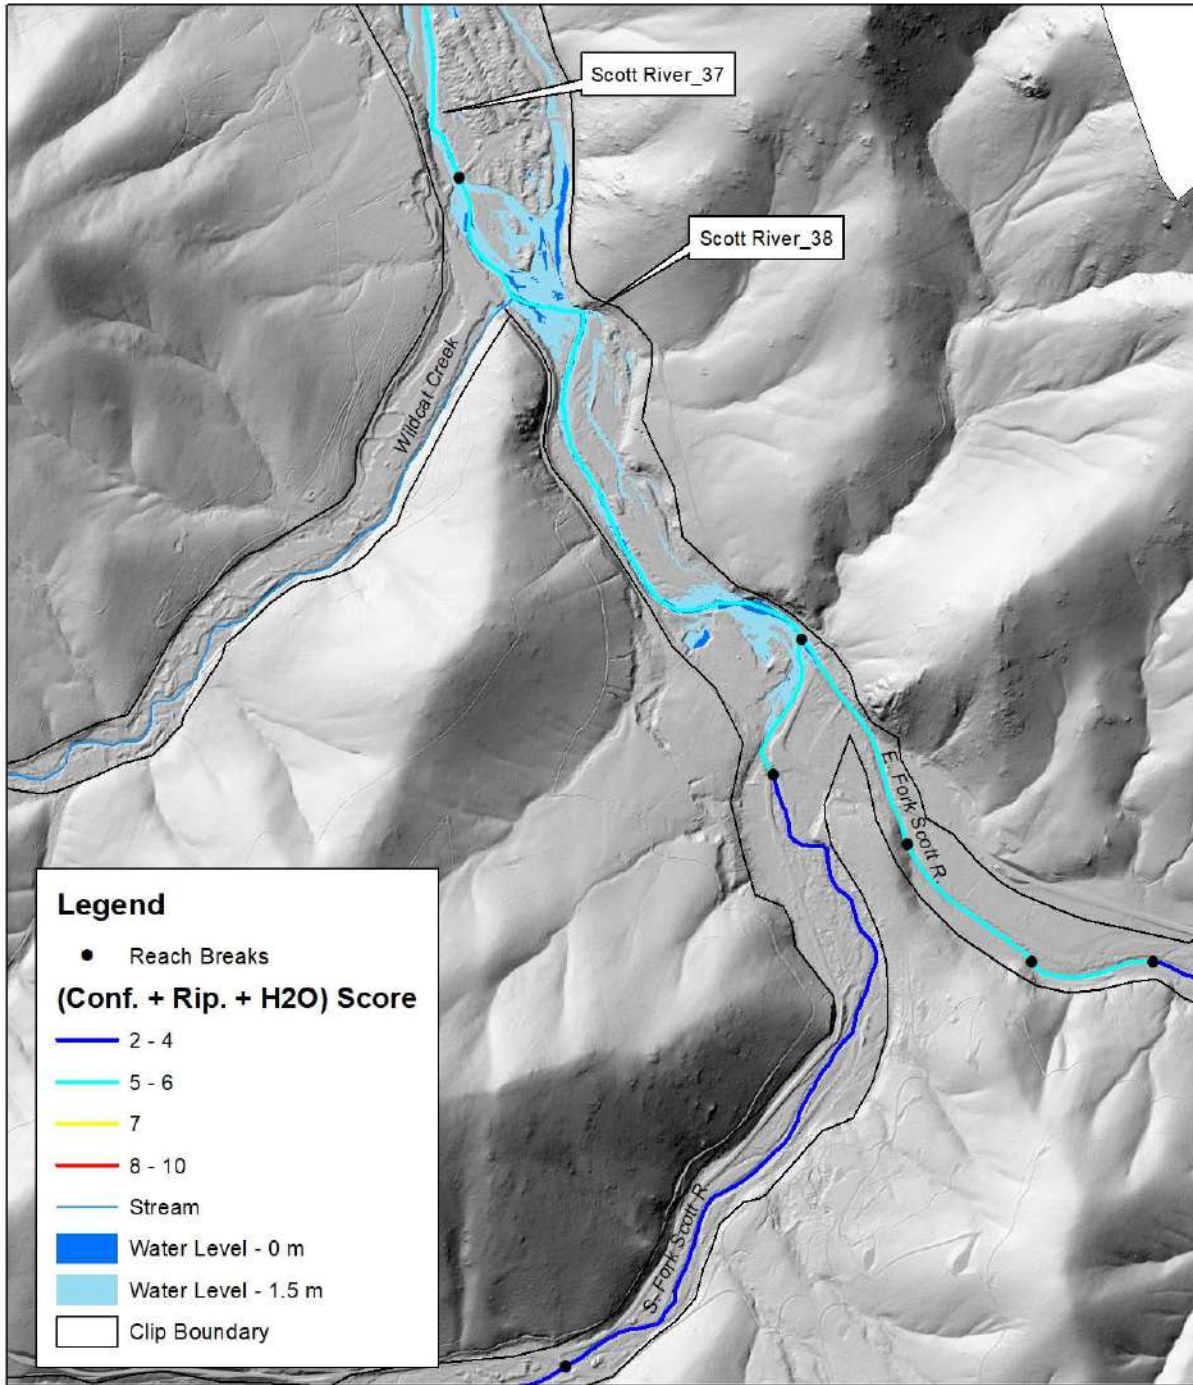 Scott River_37
Scott River_38
Wildcat Creek
E. Fork Scott R.
S. Fork Scott R.
Legend
Reach Breaks
(Conf. + Rip. + H2O) Score
2 - 4
5 - 6
7
8 - 10
Stream
Water Level - 0 m
Water Level - 1.5 m
Clip Boundary